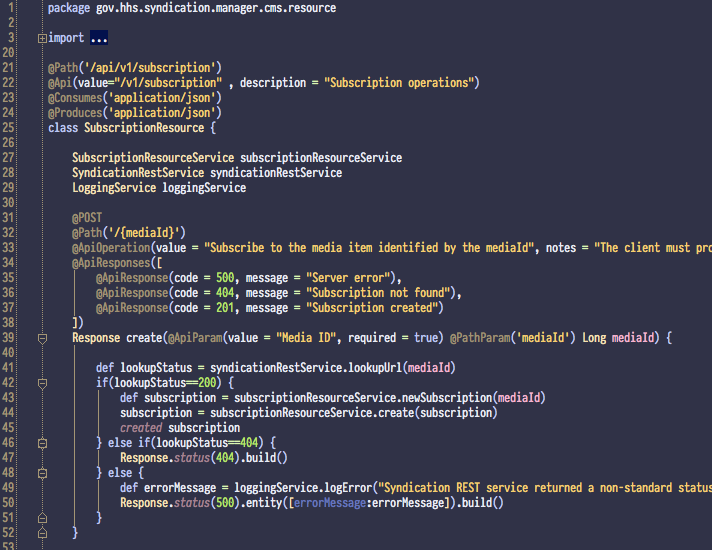 1 package gov.hhs.syndication.manager.cms.resource
2
3 import ...
20
21 @Path('/api/v1/subscription')
22 @Api(value="/v1/subscription" , description = "Subscription operations")
23 @Consumes('application/json')
24 @Produces('application/json')
25 class SubscriptionResource {
26
27 SubscriptionResourceService subscriptionResourceService
28 SyndicationRestService syndicationRestService
29 LoggingService loggingService
30
31 @POST
32 @Path('/{mediaId}')
33 @ApiOperation(value = "Subscribe to the media item identified by the mediaId", notes = "The client must pro
34 @ApiResponses([
35 @ApiResponse(code = 500, message = "Server error"),
36 @ApiResponse(code = 404, message = "Subscription not found"),
37 @ApiResponse(code = 201, message = "Subscription created")
38 ])
39 Response create(@ApiParam(value = "Media ID", required = true) @PathParam('mediaId') Long mediaId) {
40
41 def lookupStatus = syndicationRestService.lookupUrl(mediaId)
42 if(lookupStatus==200) {
43 def subscription = subscriptionResourceService.newSubscription(mediaId)
44 subscription = subscriptionResourceService.create(subscription)
45 created subscription
46 } else if(lookupStatus==404) {
47 Response.status(404).build()
48 } else {
49 def errorMessage = loggingService.logError("Syndication REST service returned a non-standard status
50 Response.status(500).entity([errorMessage:errorMessage]).build()
51 }
52 }
53